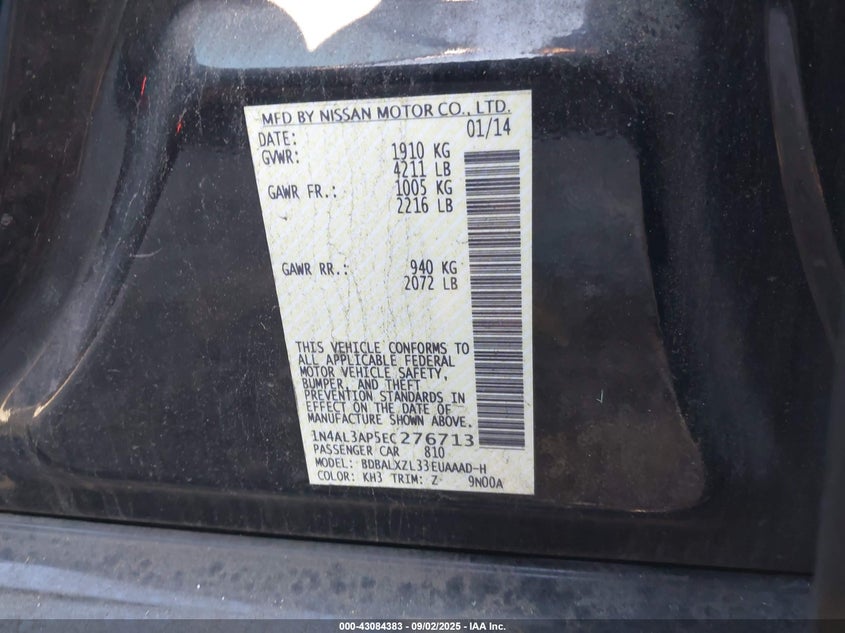 MFD BY NISSAN MOTOR CO., LTD.
DATE: 01/14
GVWR: 1910 KG
4211 LB
GAWR FR.: 1005 KG
2216 LB
GAWR RR.: 940 KG
2072 LB
THIS VEHICLE CONFORMS TO
ALL APPLICABLE FEDERAL
MOTOR VEHICLE SAFETY,
BUMPER, AND THEFT
PREVENTION STANDARDS IN
EFFECT ON THE DATE OF
MANUFACTURE SHOWN ABOVE.
1N4AL3AP5EC276713
PASSENGER CAR 810
MODEL: BDBALXZL33EUAAAD-H
COLOR: KH3 TRIM: Z 9N00A
000-43084383 - 09/02/2025 - IAA Inc.